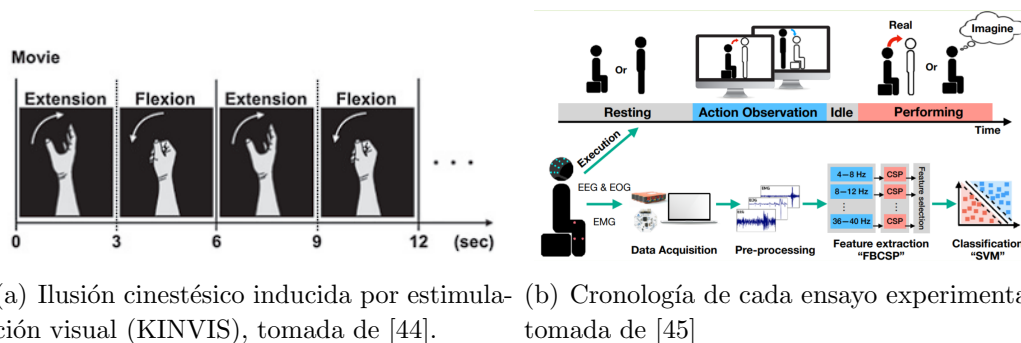 Movie
Extension Flexion Extension Flexion
0 3 6 9 12 (sec)
(a) Ilusión cinestésico inducida por estimula-
ción visual (KINVIS), tomada de [44].
Real
Imagine
Or
Or
Resting Action Observation Idle Performing
Time
Execution
EEG & EOG
EMG
Data Acquisition
Pre-processing
4—8 Hz CSP
8—12 Hz CSP
36—40 Hz CSP
Feature selection
Feature extraction
"FBCSP"
Classification
"SVM"
(b) Cronología de cada ensayo experimenta
tomada de [45]